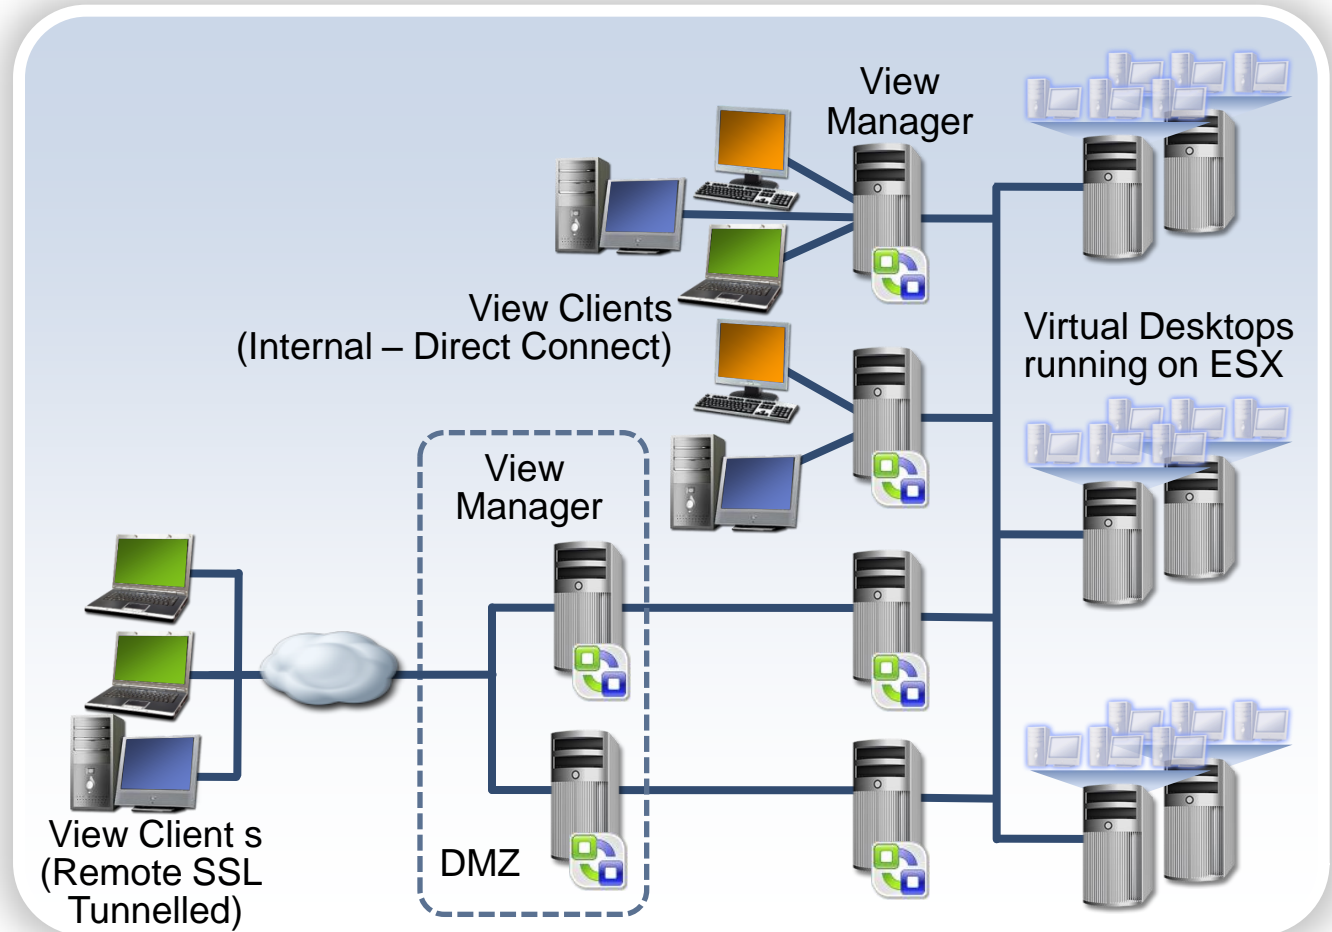 View
Manager
View Clients
(Internal – Direct Connect)
Virtual Desktops
running on ESX
View
Manager
View Client s
(Remote SSL
Tunnelled)
DMZ